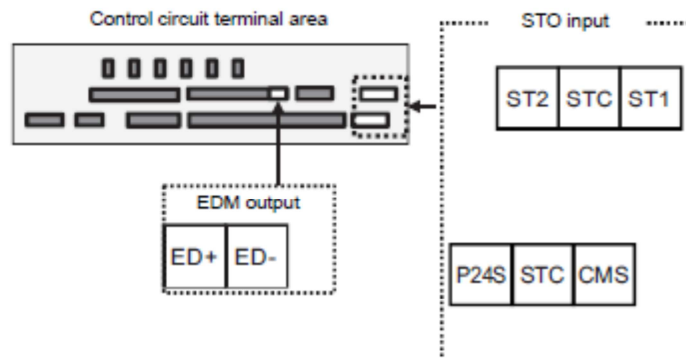 Control circuit terminal area
STO input
ST2 STC ST1
EDM output
ED+ ED-
P24S STC CMS